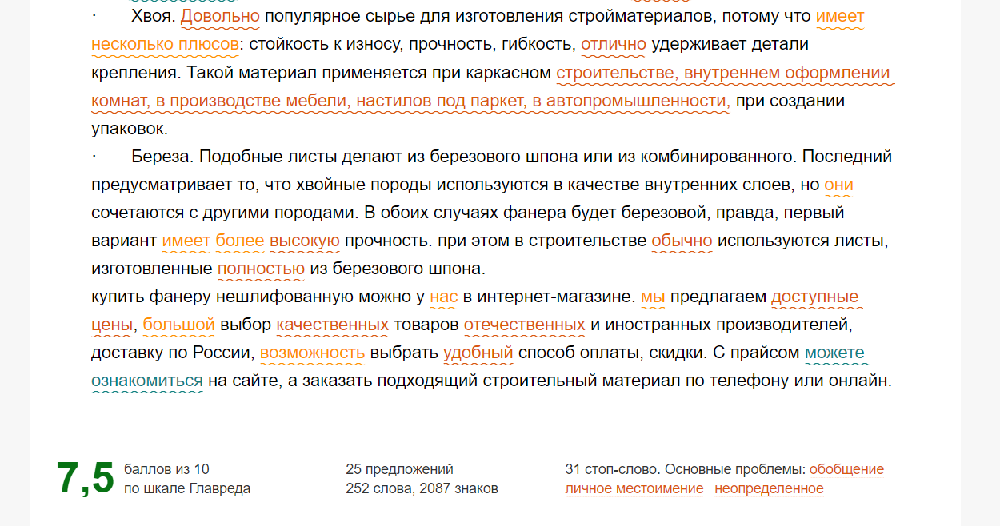 · Хвоя. Довольно популярное сырье для изготовления стройматериалов, потому что имеет
несколько плюсов: стойкость к износу, прочность, гибкость, отлично удерживает детали
крепления. Такой материал применяется при каркасном строительстве, внутреннем оформлении
комнат, в производстве мебели, настилов под паркет, в автопромышленности, при создании
упаковок.
· Береза. Подобные листы делают из березового шпона или из комбинированного. Последний
предусматривает то, что хвойные породы используются в качестве внутренних слоев, но они
сочетаются с другими породами. В обоих случаях фанера будет березовой, правда, первый
вариант имеет более высокую прочность. при этом в строительстве обычно используются листы,
изготовленные полностью из березового шпона.
купить фанеру нешлифованную можно у нас в интернет-магазине. мы предлагаем доступные
цены, большой выбор качественных товаров отечественных и иностранных производителей,
доставку по России, возможность выбрать удобный способ оплаты, скидки. С прайсом можете
ознакомиться на сайте, а заказать подходящий строительный материал по телефону или онлайн.
7,5 баллов из 10 25 предложений 31 стоп-слово. Основные проблемы: обобщение
по шкале Главреда 252 слова, 2087 знаков личное местоимение неопределенное